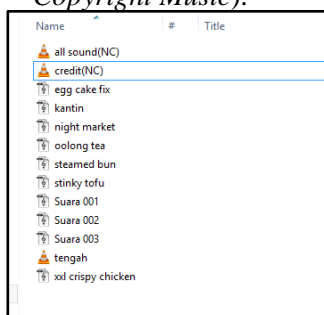 Copyright Music).
Name # Title
all sound(NC)
credit(NC)
egg cake fix
kantin
night market
oolong tea
steamed bun
stinky tofu
Suara 001
Suara 002
Suara 003
tengah
xxl crispy chicken